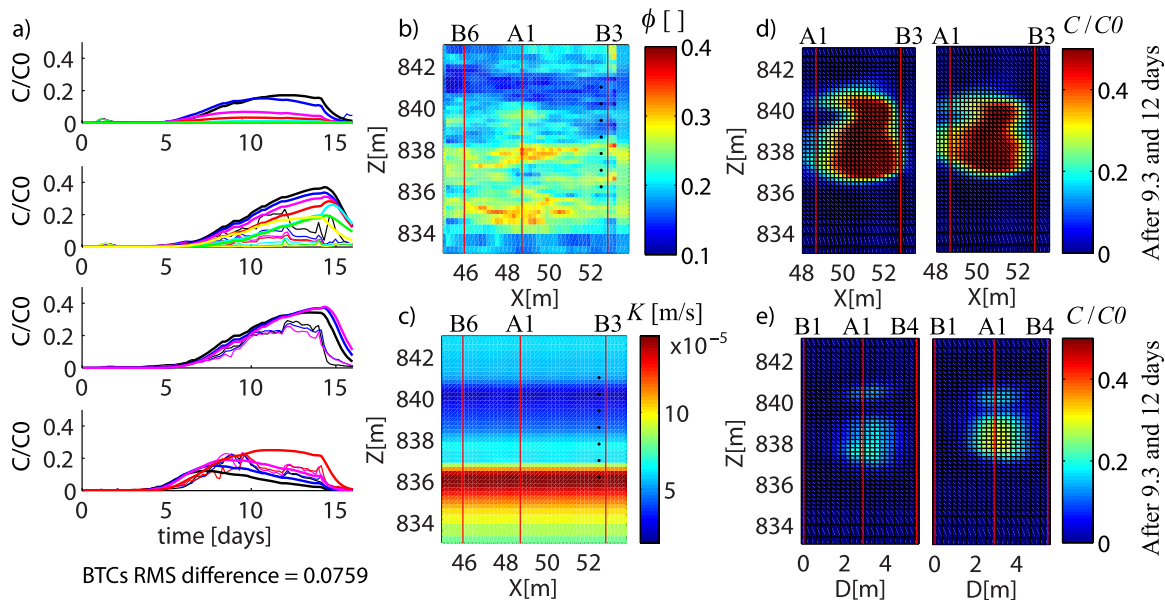 a)
C/C0
0.4
0.2
0
0 5 10 15
C/C0
0.4
0.2
0
0 5 10 15
C/C0
0.4
0.2
0
0 5 10 15
C/C0
0.4
0.2
0
0 5 10 15
time [days]
BTCs RMS difference = 0.0759
b)
B6 A1 B3
ϕ [ ]
Z[m]
842
840
838
836
834
46 48 50 52
X[m]
0.4
0.3
0.2
0.1
c)
B6 A1 B3
K [m/s]
x10⁻⁵
Z[m]
842
840
838
836
834
46 48 50 52
X[m]
10
5
d)
A1 B3 B3
C/C0
Z[m]
842
840
838
836
834
48 50 52 50 52
X[m] X[m]
0.4
0.2
0
After 9.3 and 12 days
e)
B1 A1 B4 B1 A1 B4
C/C0
Z[m]
842
840
838
836
834
0 2 4 0 2 4
D[m] D[m]
0.4
0.2
0
After 9.3 and 12 days